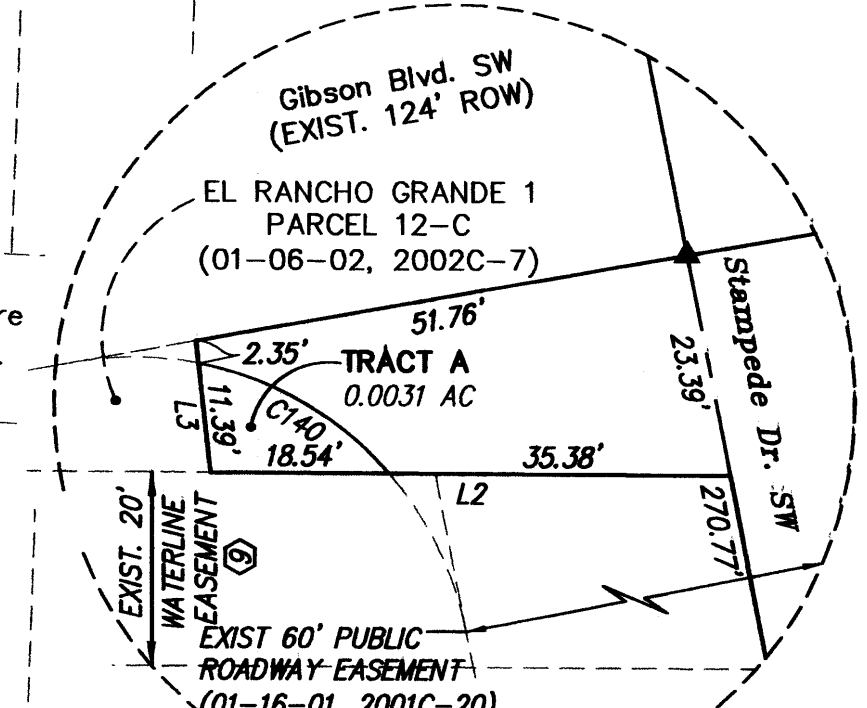 Gibson Blvd. SW
(EXIST. 124' ROW)
EL RANCHO GRANDE 1
PARCEL 12-C
(01-06-02, 2002C-7)
re
51.76'
2.35'
TRACT A
0.0031 AC
Stampede Dr. SW
23.39'
11.39'
L3
C140
18.54'
35.38'
L2
270.77'
EXIST. 20'
WATERLINE
EASEMENT
6
EXIST 60' PUBLIC
ROADWAY EASEMENT
(01-16-01, 2001C-20)